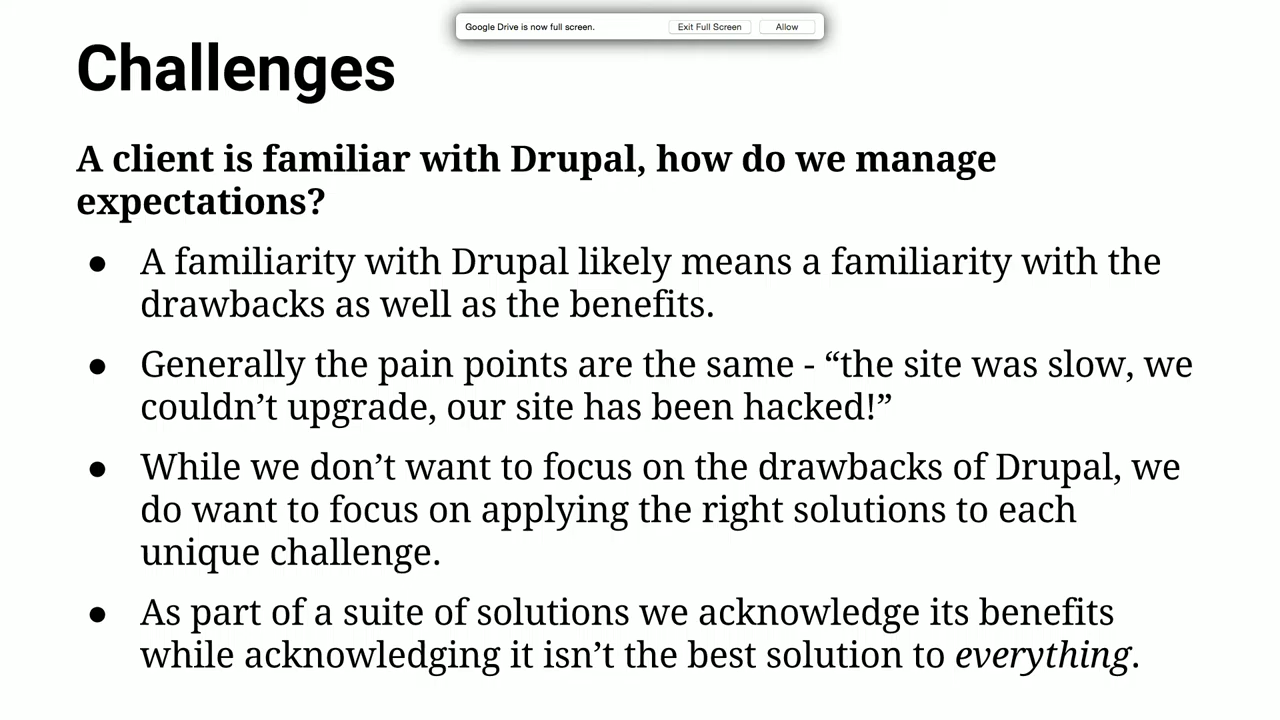 Google Drive is now full screen. Exit Full Screen Allow
Challenges
A client is familiar with Drupal, how do we manage
expectations?
● A familiarity with Drupal likely means a familiarity with the
drawbacks as well as the benefits.
● Generally the pain points are the same - “the site was slow, we
couldn’t upgrade, our site has been hacked!”
● While we don’t want to focus on the drawbacks of Drupal, we
do want to focus on applying the right solutions to each
unique challenge.
● As part of a suite of solutions we acknowledge its benefits
while acknowledging it isn’t the best solution to everything.